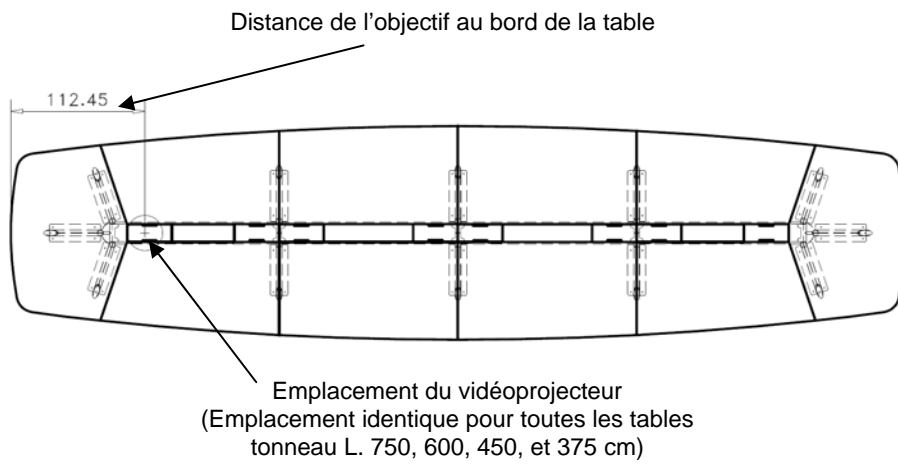 Distance de l’objectif au bord de la table
112.45
Emplacement du vidéoprojecteur
(Emplacement identique pour toutes les tables
tonneau L. 750, 600, 450, et 375 cm)